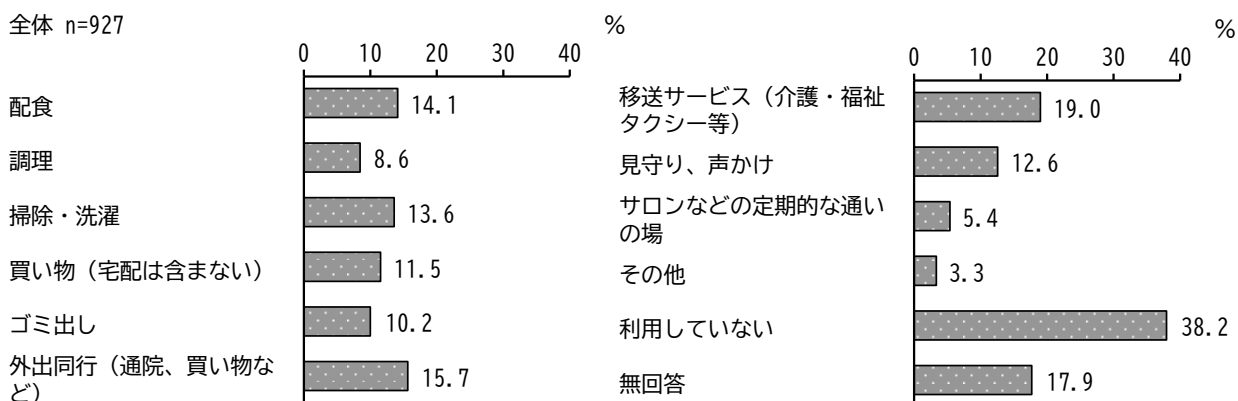 全体 n=927
%
0 10 20 30 40
配食 14.1
調理 8.6
掃除・洗濯 13.6
買い物（宅配は含まない） 11.5
ゴミ出し 10.2
外出同行（通院、買い物な
ど） 15.7
%
0 10 20 30 40
移送サービス（介護・福祉
タクシー等） 19.0
見守り、声かけ 12.6
サロンなどの定期的な通い
の場 5.4
その他 3.3
利用していない 38.2
無回答 17.9